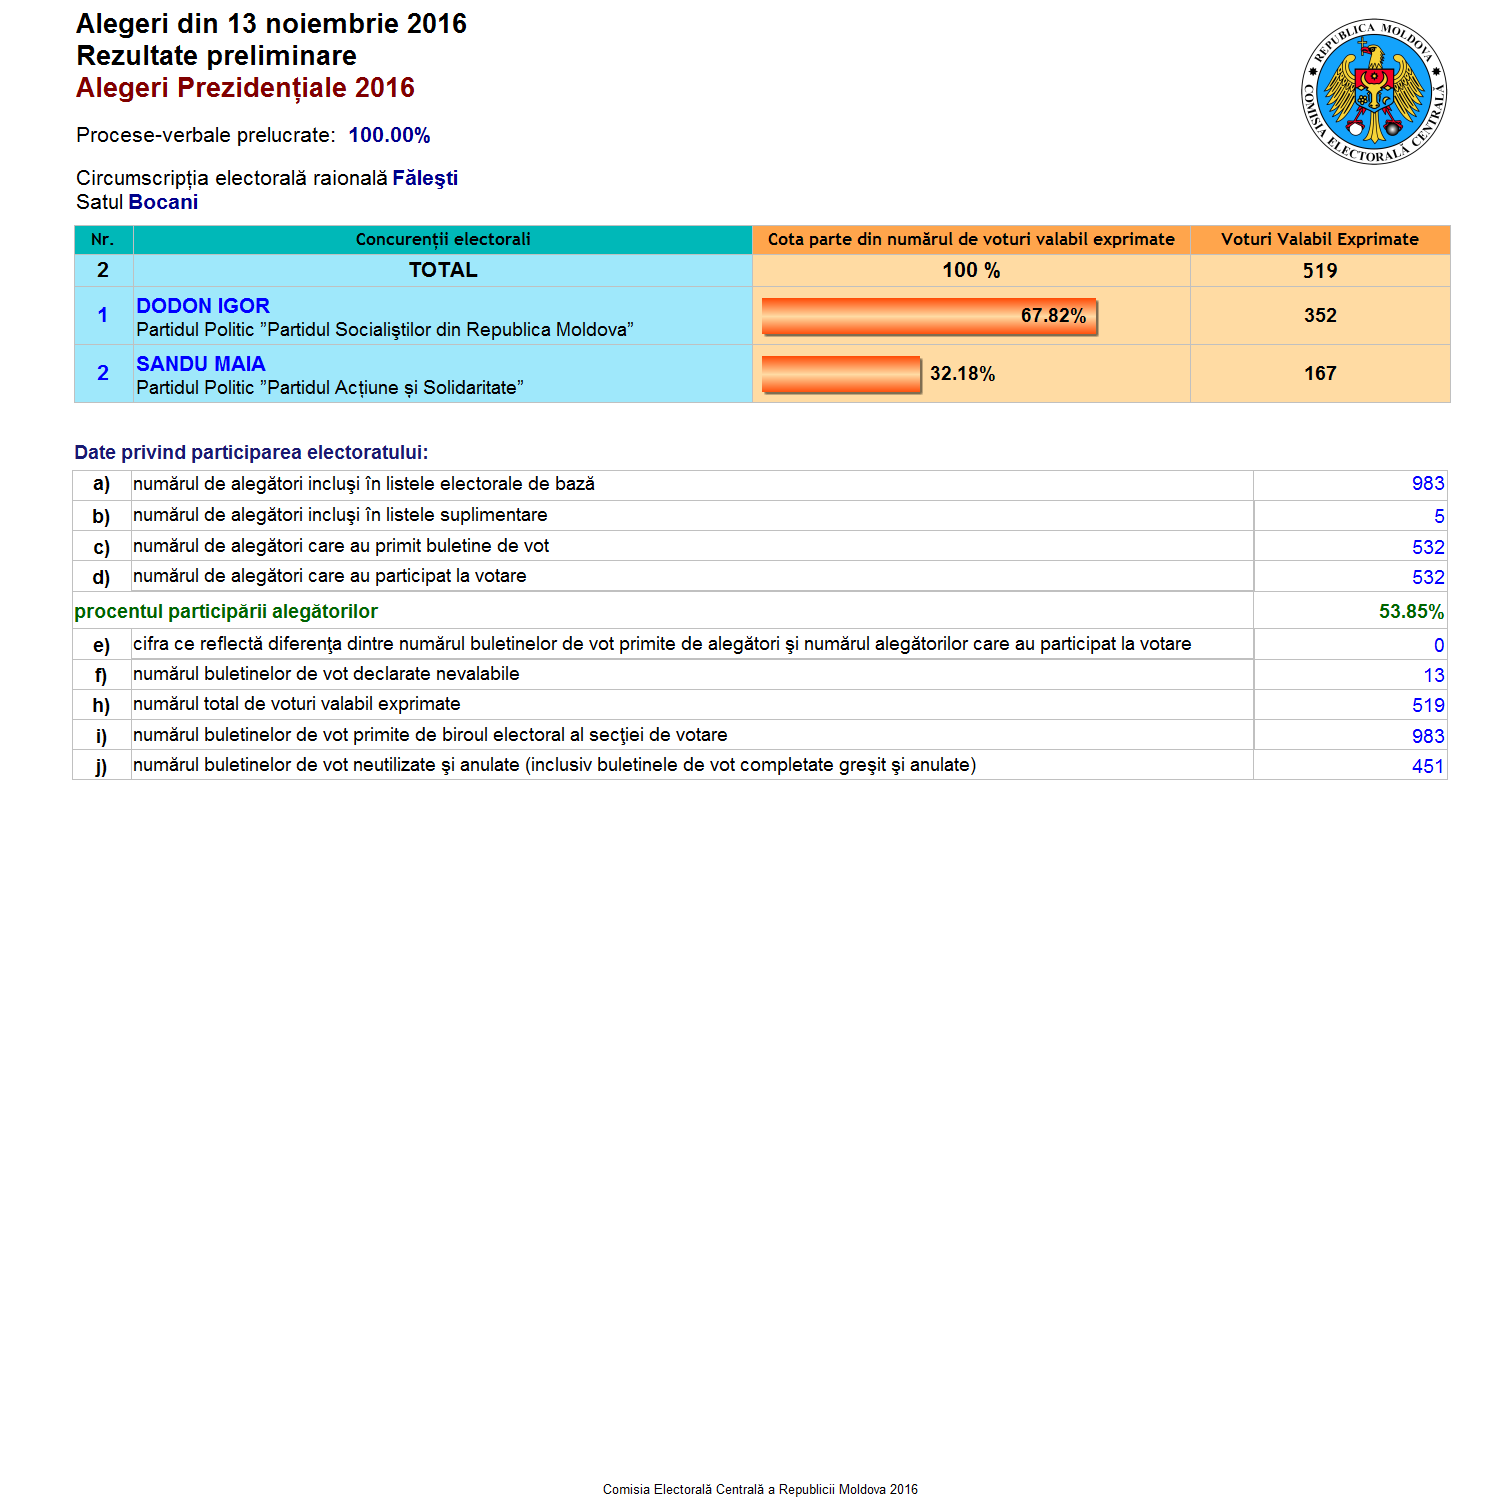 Alegeri din 13 noiembrie 2016
Rezultate preliminare
Alegeri Prezidențiale 2016
REPUBLICA MOLDOVA
COMISIA ELECTORALĂ CENTRALĂ
Procese-verbale prelucrate: 100.00%
Circumscripția electorală raională Făleşti
Satul Bocani
Nr. Concurenții electorali Cota parte din numărul de voturi valabil exprimate Voturi Valabil Exprimate
2 TOTAL 100 % 519
1 DODON IGOR 67.82% 352
Partidul Politic ”Partidul Socialiştilor din Republica Moldova”
2 SANDU MAIA 32.18% 167
Partidul Politic ”Partidul Acțiune și Solidaritate”
Date privind participarea electoratului:
a) numărul de alegători incluşi în listele electorale de bază 983
b) numărul de alegători incluşi în listele suplimentare 5
c) numărul de alegători care au primit buletine de vot 532
d) numărul de alegători care au participat la votare 532
procentul participării alegătorilor 53.85%
e) cifra ce reflectă diferenţa dintre numărul buletinelor de vot primite de alegători şi numărul alegătorilor care au participat la votare 0
f) numărul buletinelor de vot declarate nevalabile 13
h) numărul total de voturi valabil exprimate 519
i) numărul buletinelor de vot primite de biroul electoral al secţiei de votare 983
j) numărul buletinelor de vot neutilizate şi anulate (inclusiv buletinele de vot completate greşit şi anulate) 451
Comisia Electorală Centrală a Republicii Moldova 2016